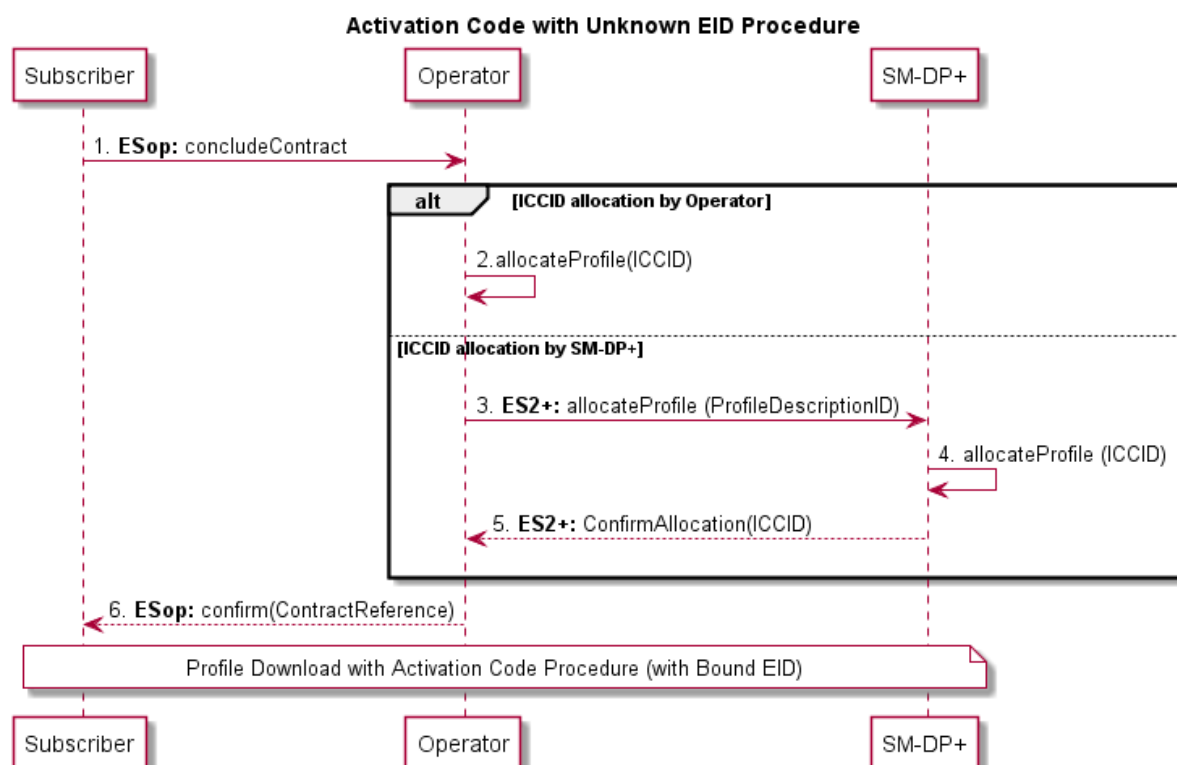 Activation Code with Unknown EID Procedure
Subscriber
Operator
SM-DP+
1. ESop: concludeContract
alt
[ICCID allocation by Operator]
2.allocateProfile(ICCID)
[ICCID allocation by SM-DP+]
3. ES2+: allocateProfile (ProfileDescriptionID)
4. allocateProfile (ICCID)
5. ES2+: ConfirmAllocation(ICCID)
6. ESop: confirm(ContractReference)
Profile Download with Activation Code Procedure (with Bound EID)
Subscriber
Operator
SM-DP+